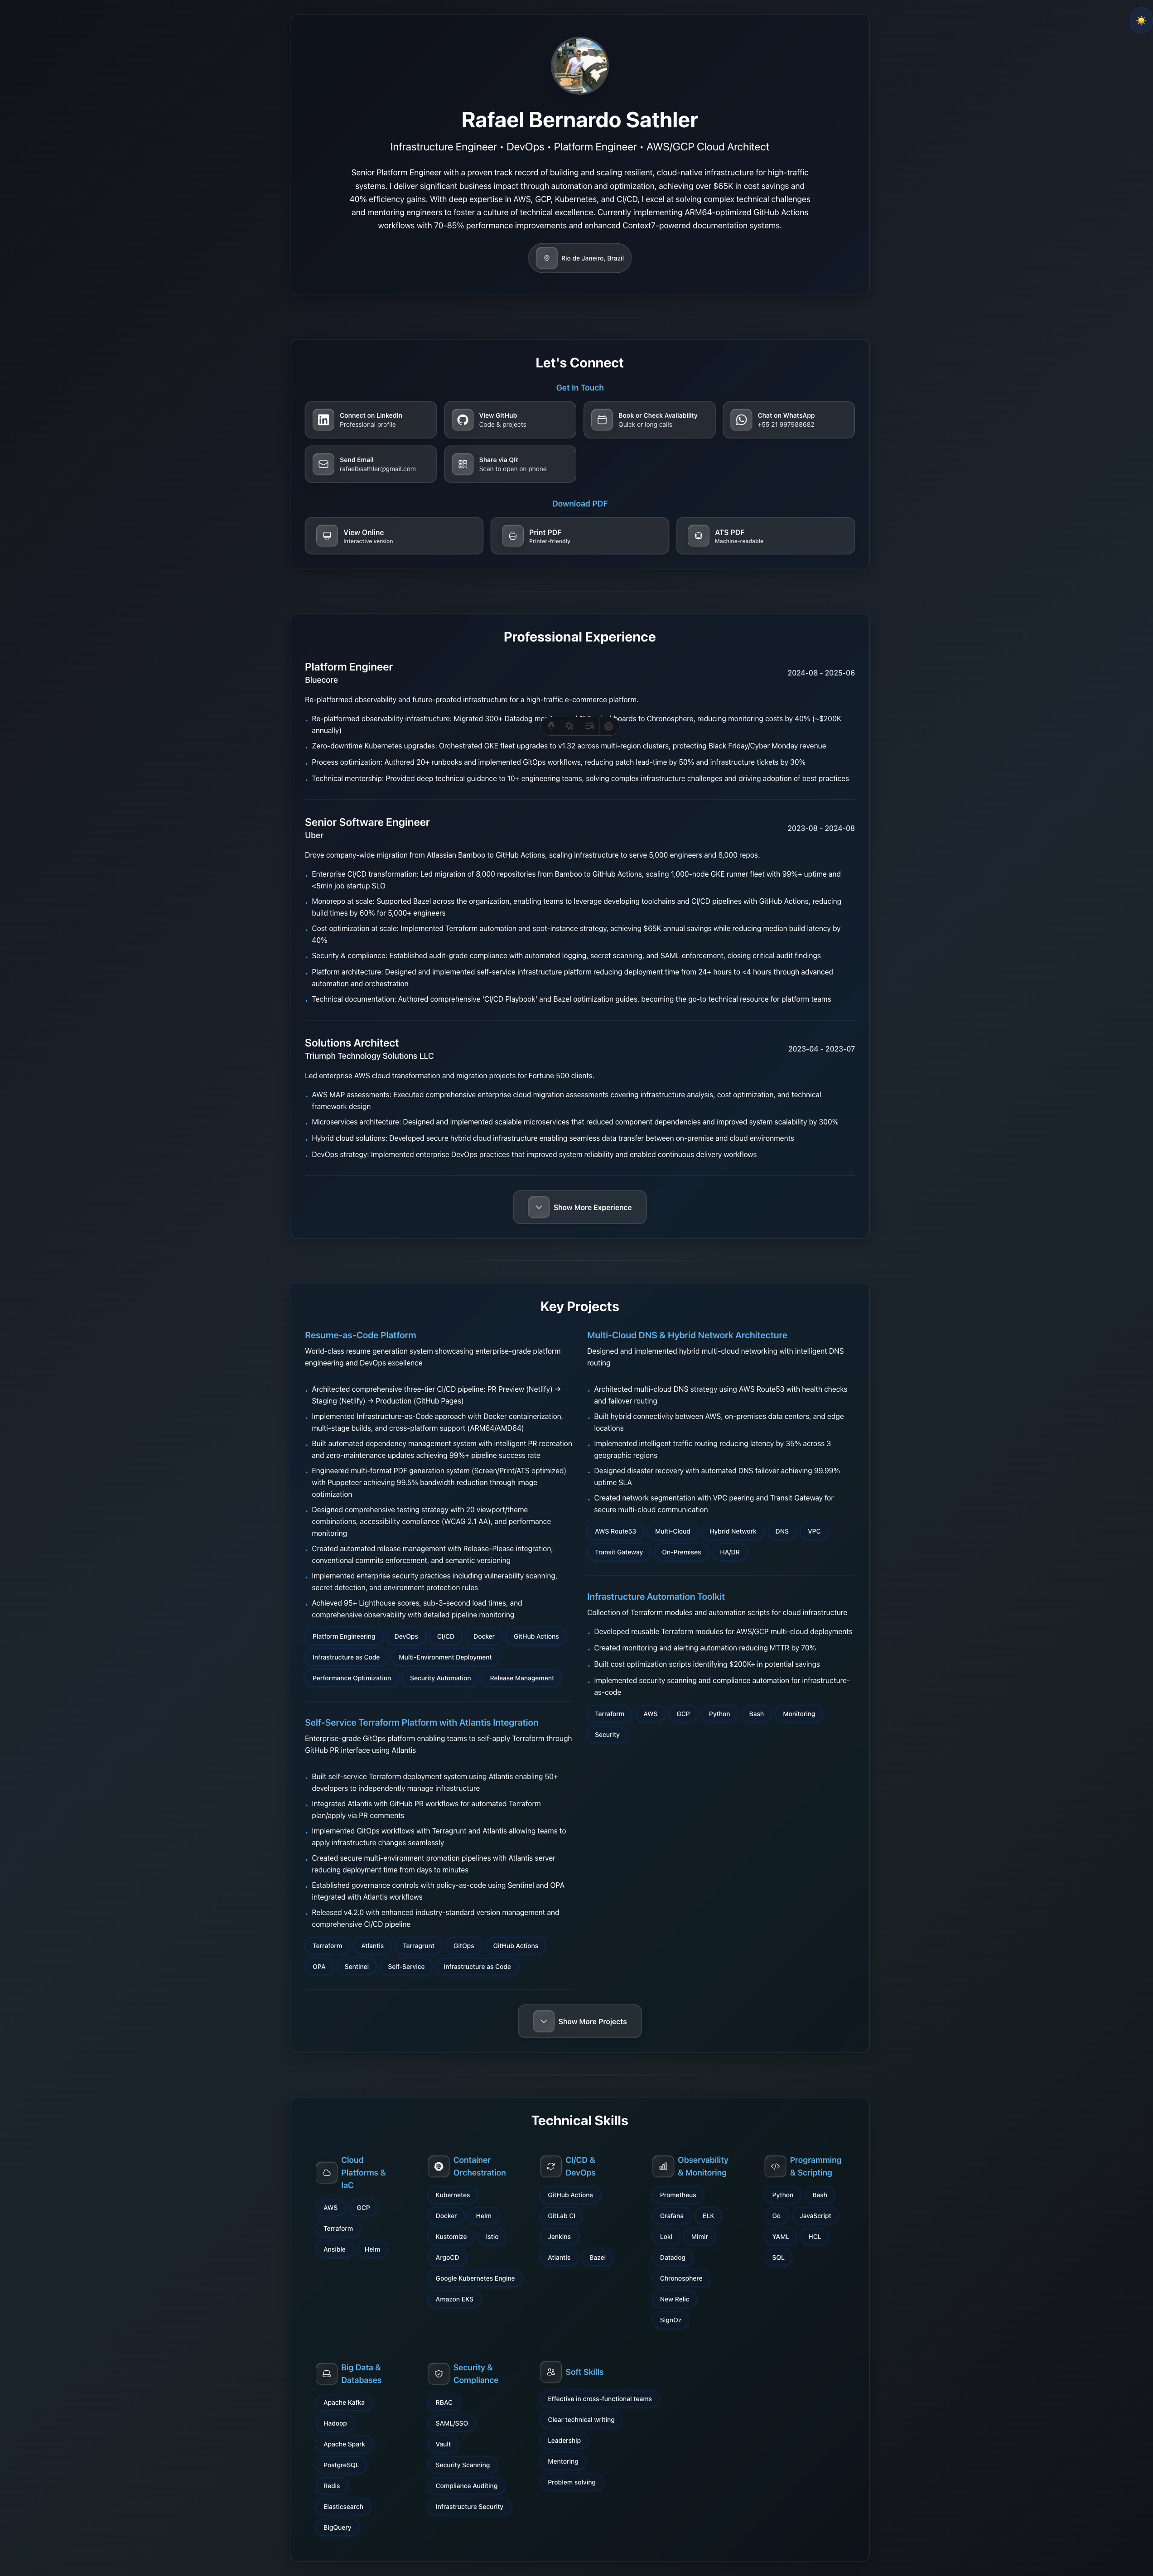 Rafael Bernardo Sathler
Infrastructure Engineer • DevOps • Platform Engineer • AWS/GCP Cloud Architect
Senior Platform Engineer with a proven track record of building and scaling resilient, cloud-native infrastructure for high-traffic
systems. I deliver significant business impact through automation and optimization, achieving over $65K in cost savings and
40% efficiency gains. With deep expertise in AWS, GCP, Kubernetes, and CI/CD, I excel at solving complex technical challenges
and mentoring engineers to foster a culture of technical excellence. Currently implementing ARM64-optimized GitHub Actions
workflows with 70-85% performance improvements and enhanced Context7-powered documentation systems.
Rio de Janeiro, Brazil
Let's Connect
Get In Touch
Connect on LinkedIn
Professional profile
View GitHub
Code & projects
Book or Check Availability
Quick or long calls
Chat on WhatsApp
+55 21 997988682
Send Email
rafaelbsathler@gmail.com
Share via QR
Scan to open on phone
Download PDF
View Online
Interactive version
Print PDF
Printer-friendly
ATS PDF
Machine-readable
Professional Experience
Platform Engineer
2024-08 - 2025-06
Bluecore
Re-platformed observability and future-proofed infrastructure for a high-traffic e-commerce platform.
• Re-platformed observability infrastructure: Migrated 300+ Datadog to Chronosphere, reducing monitoring costs by 40% (~$200K
annually)
• Zero-downtime Kubernetes upgrades: Orchestrated GKE fleet upgrades to v1.32 across multi-region clusters, protecting Black Friday/Cyber Monday revenue
• Process optimization: Authored 20+ runbooks and implemented GitOps workflows, reducing patch lead-time by 50% and infrastructure tickets by 30%
• Technical mentorship: Provided deep technical guidance to 10+ engineering teams, solving complex infrastructure challenges and driving adoption of best practices
Senior Software Engineer
2023-08 - 2024-08
Uber
Drove company-wide migration from Atlassian Bamboo to GitHub Actions, scaling infrastructure to serve 5,000 engineers and 8,000 repos.
• Enterprise CI/CD transformation: Led migration of 8,000 repositories from Bamboo to GitHub Actions, scaling 1,000-node GKE runner fleet with 99%+ uptime and
<5min job startup SLO
• Monorepo at scale: Supported Bazel across the organization, enabling teams to leverage developing toolchains and CI/CD pipelines with GitHub Actions, reducing
build times by 60% for 5,000+ engineers
• Cost optimization at scale: Implemented Terraform automation and spot-instance strategy, achieving $65K annual savings while reducing median build latency by
40%
• Security & compliance: Established audit-grade compliance with automated logging, secret scanning, and SAML enforcement, closing critical audit findings
• Platform architecture: Designed and implemented self-service infrastructure platform reducing deployment time from 24+ hours to <4 hours through advanced
automation and orchestration
• Technical documentation: Authored comprehensive 'CI/CD Playbook' and Bazel optimization guides, becoming the go-to technical resource for platform teams
Solutions Architect
2023-04 - 2023-07
Triumph Technology Solutions LLC
Led enterprise AWS cloud transformation and migration projects for Fortune 500 clients.
• AWS MAP assessments: Executed comprehensive enterprise cloud migration assessments covering infrastructure analysis, cost optimization, and technical
framework design
• Microservices architecture: Designed and implemented scalable microservices that reduced component dependencies and improved system scalability by 300%
• Hybrid cloud solutions: Developed secure hybrid cloud infrastructure enabling seamless data transfer between on-premise and cloud environments
• DevOps strategy: Implemented enterprise DevOps practices that improved system reliability and enabled continuous delivery workflows
Show More Experience
Key Projects
Resume-as-Code Platform
World-class resume generation system showcasing enterprise-grade platform
engineering and DevOps excellence
• Architected comprehensive three-tier CI/CD pipeline: PR Preview (Netlify) →
Staging (Netlify) → Production (GitHub Pages)
• Implemented Infrastructure-as-Code approach with Docker containerization,
multi-stage builds, and cross-platform support (ARM64/AMD64)
• Built automated dependency management system with intelligent PR recreation
and zero-maintenance updates achieving 99%+ pipeline success rate
• Engineered multi-format PDF generation system (Screen/Print/ATS optimized)
with Puppeteer achieving 99.5% bandwidth reduction through image
optimization
• Designed comprehensive testing strategy with 20 viewport/theme
combinations, accessibility compliance (WCAG 2.1 AA), and performance
monitoring
• Created automated release management with Release-Please integration,
conventional commits enforcement, and semantic versioning
• Implemented enterprise security practices including vulnerability scanning,
secret detection, and environment protection rules
• Achieved 95+ Lighthouse scores, sub-3-second load times, and
comprehensive observability with detailed pipeline monitoring
Platform Engineering DevOps CI/CD Docker GitHub Actions
Infrastructure as Code Multi-Environment Deployment
Performance Optimization Security Automation Release Management
Self-Service Terraform Platform with Atlantis Integration
Enterprise-grade GitOps platform enabling teams to self-apply Terraform through
GitHub PR interface using Atlantis
• Built self-service Terraform deployment system using Atlantis enabling 50+
developers to independently manage infrastructure
• Integrated Atlantis with GitHub PR workflows for automated Terraform
plan/apply via PR comments
• Implemented GitOps workflows with Terragrunt and Atlantis allowing teams to
apply infrastructure changes seamlessly
• Created secure multi-environment promotion pipelines with Atlantis server
reducing deployment time from days to minutes
• Established governance controls with policy-as-code using Sentinel and OPA
integrated with Atlantis workflows
• Released v4.2.0 with enhanced industry-standard version management and
comprehensive CI/CD pipeline
Terraform Atlantis Terragrunt GitOps GitHub Actions
OPA Sentinel Self-Service Infrastructure as Code
Multi-Cloud DNS & Hybrid Network Architecture
Designed and implemented hybrid multi-cloud networking with intelligent DNS
routing
• Architected multi-cloud DNS strategy using AWS Route53 with health checks
and failover routing
• Built hybrid connectivity between AWS, on-premises data centers, and edge
locations
• Implemented intelligent traffic routing reducing latency by 35% across 3
geographic regions
• Designed disaster recovery with automated DNS failover achieving 99.99%
uptime SLA
• Created network segmentation with VPC peering and Transit Gateway for
secure multi-cloud communication
AWS Route53 Multi-Cloud Hybrid Network DNS VPC
Transit Gateway On-Premises HA/DR
Infrastructure Automation Toolkit
Collection of Terraform modules and automation scripts for cloud infrastructure
• Developed reusable Terraform modules for AWS/GCP multi-cloud deployments
• Created monitoring and alerting automation reducing MTTR by 70%
• Built cost optimization scripts identifying $200K+ in potential savings
• Implemented security scanning and compliance automation for infrastructure-
as-code
Terraform AWS GCP Python Bash Monitoring
Security
Show More Projects
Technical Skills
Cloud
Platforms &
IaC
AWS GCP
Terraform
Ansible Helm
Container
Orchestration
Kubernetes
Docker Helm
Kustomize Istio
ArgoCD
Google Kubernetes Engine
Amazon EKS
CI/CD &
DevOps
GitHub Actions
GitLab CI
Jenkins
Atlantis Bazel
Observability
& Monitoring
Prometheus
Grafana ELK
Loki Mimir
Datadog
Chronosphere
New Relic
SignOz
Programming
& Scripting
Python Bash
Go JavaScript
YAML HCL
SQL
Big Data &
Databases
Apache Kafka
Hadoop
Apache Spark
PostgreSQL
Redis
Elasticsearch
BigQuery
Security &
Compliance
RBAC
SAML/SSO
Vault
Security Scanning
Compliance Auditing
Infrastructure Security
Soft Skills
Effective in cross-functional teams
Clear technical writing
Leadership
Mentoring
Problem solving